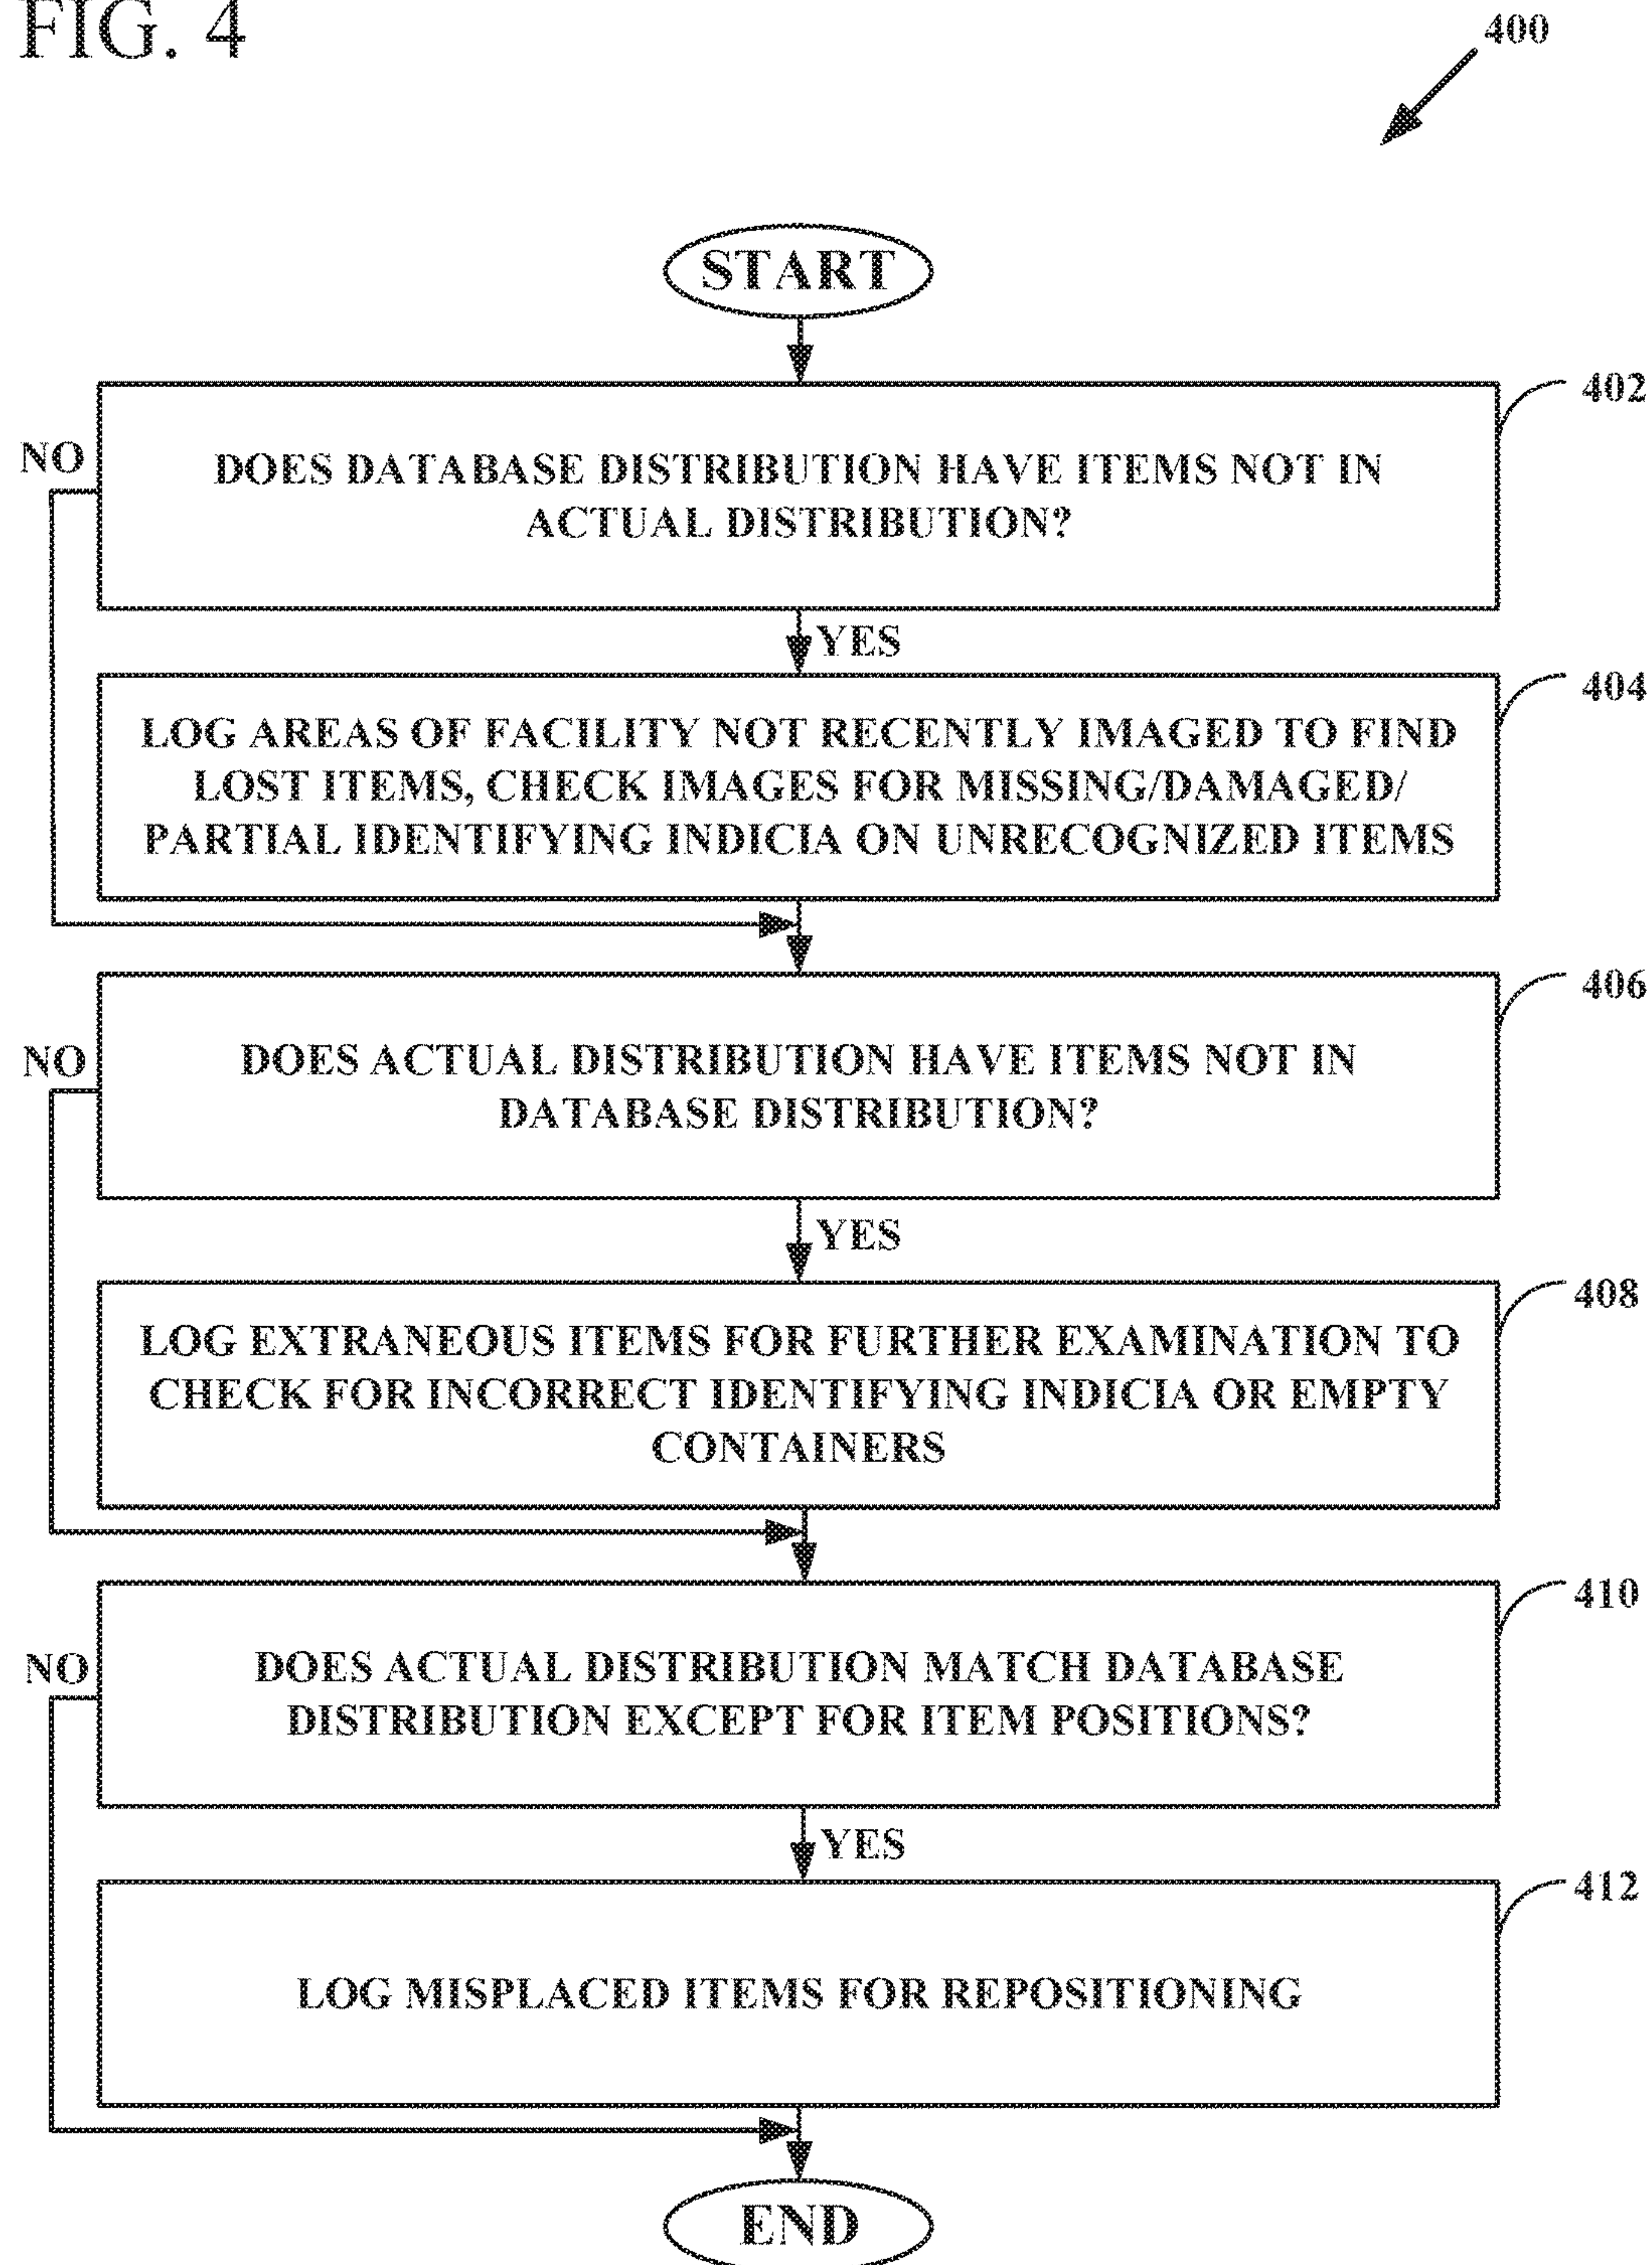 FIG. 4
400
START
402
NO
DOES DATABASE DISTRIBUTION HAVE ITEMS NOT IN
ACTUAL DISTRIBUTION?
YES
404
LOG AREAS OF FACILITY NOT RECENTLY IMAGED TO FIND
LOST ITEMS, CHECK IMAGES FOR MISSING/DAMAGED/
PARTIAL IDENTIFYING INDICIA ON UNRECOGNIZED ITEMS
406
NO
DOES ACTUAL DISTRIBUTION HAVE ITEMS NOT IN
DATABASE DISTRIBUTION?
YES
408
LOG EXTRANEOUS ITEMS FOR FURTHER EXAMINATION TO
CHECK FOR INCORRECT IDENTIFYING INDICIA OR EMPTY
CONTAINERS
410
NO
DOES ACTUAL DISTRIBUTION MATCH DATABASE
DISTRIBUTION EXCEPT FOR ITEM POSITIONS?
YES
412
LOG MISPLACED ITEMS FOR REPOSITIONING
END